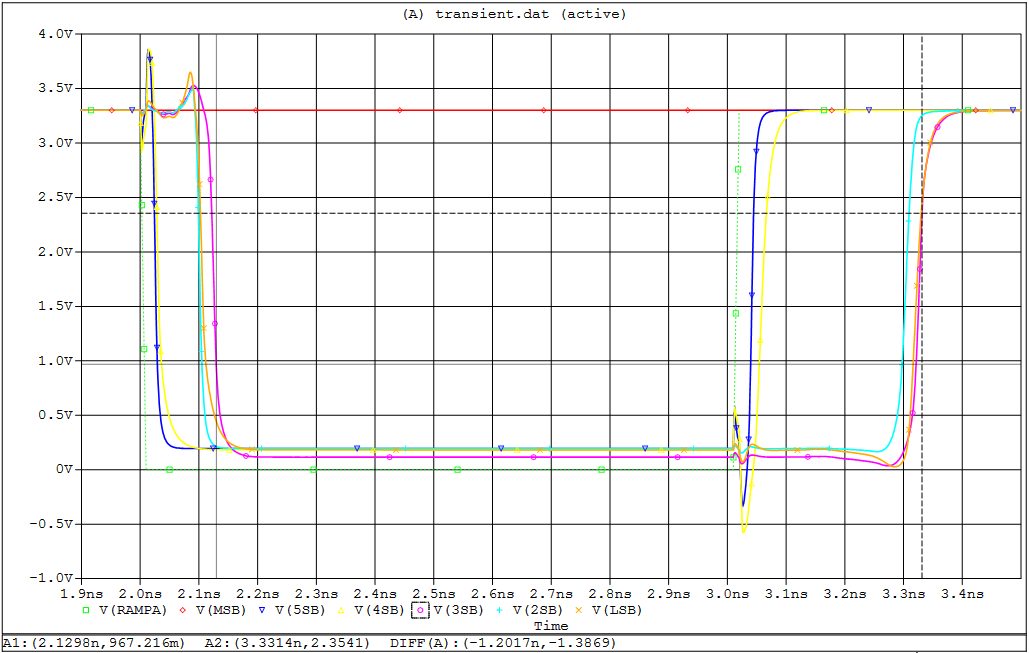 (A) transient.dat (active)
4.0V
3.5V
3.0V
2.5V
2.0V
1.5V
1.0V
0.5V
0V
-0.5V
-1.0V
1.9ns 2.0ns 2.1ns 2.2ns 2.3ns 2.4ns 2.5ns 2.6ns 2.7ns 2.8ns 2.9ns 3.0ns 3.1ns 3.2ns 3.3ns 3.4ns
V(RAMPA) V(MSB) V(5SB) V(4SB) V(3SB) V(2SB) V(LSB)
Time
A1:(2.1298n,967.216m) A2:(3.3314n,2.3541) DIFF(A):(-1.2017n,-1.3869)